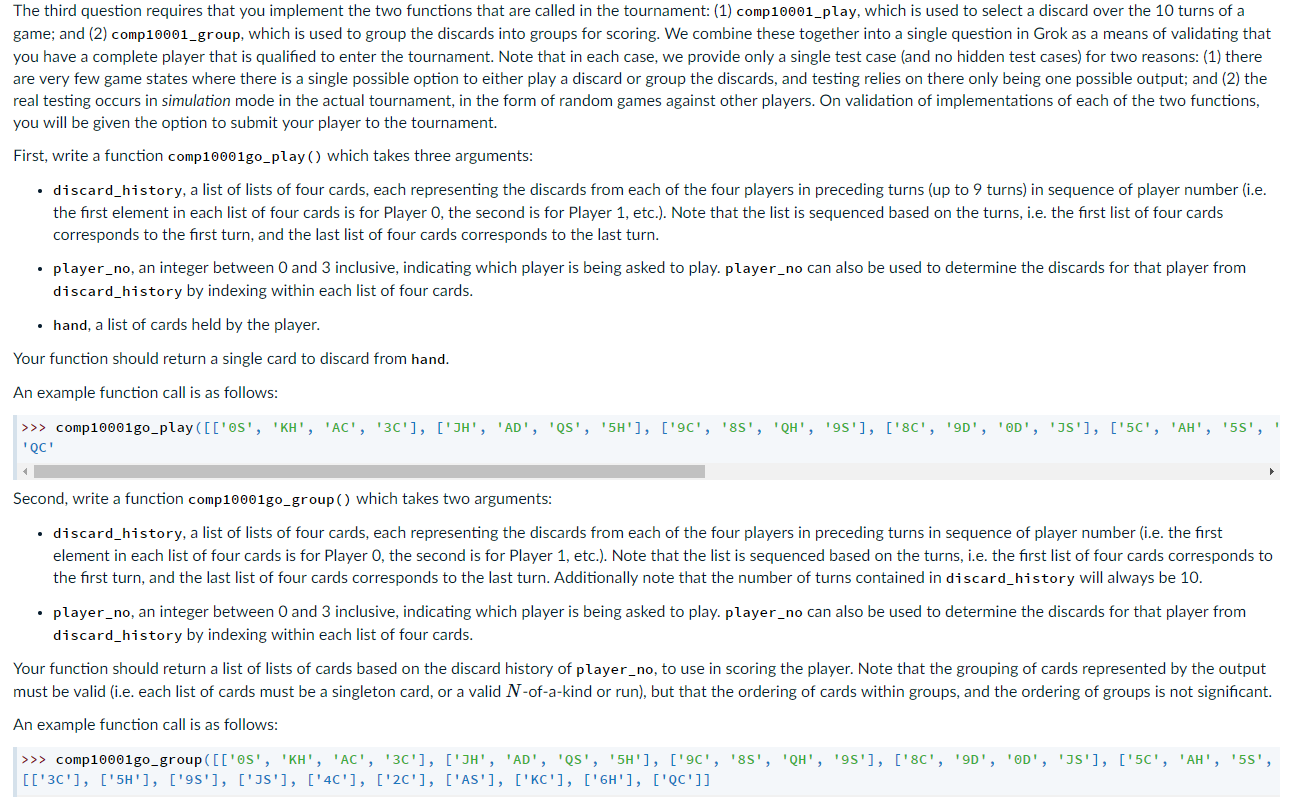 The third question requires that you implement the two functions that are called in the tournament: (1) comp10001_play, which is used to select a discard over the 10 turns of a
game; and (2) comp10001_group, which is used to group the discards into groups for scoring. We combine these together into a single question in Grok as a means of validating that
you have a complete player that is qualified to enter the tournament. Note that in each case, we provide only a single test case (and no hidden test cases) for two reasons: (1) there
are very few game states where there is a single possible option to either play a discard or group the discards, and testing relies on there only being one possible output; and (2) the
real testing occurs in simulation mode in the actual tournament, in the form of random games against other players. On validation of implementations of each of the two functions,
you will be given the option to submit your player to the tournament.
First, write a function comp10001go_play() which takes three arguments:
• discard_history, a list of lists of four cards, each representing the discards from each of the four players in preceding turns (up to 9 turns) in sequence of player number (i.e.
the first element in each list of four cards is for Player 0, the second is for Player 1, etc.). Note that the list is sequenced based on the turns, i.e. the first list of four cards
corresponds to the first turn, and the last list of four cards corresponds to the last turn.
• player_no, an integer between 0 and 3 inclusive, indicating which player is being asked to play. player_no can also be used to determine the discards for that player from
discard_history by indexing within each list of four cards.
• hand, a list of cards held by the player.
Your function should return a single card to discard from hand.
An example function call is as follows:
>>> comp10001go_play([['0S', 'KH', 'AC', '3C'], ['JH', 'AD', 'QS', '5H'], ['9C', '8S', 'QH', '9S'], ['8C', '9D', '0D', 'JS'], ['5C', 'AH', '5S', '
'QC'
Second, write a function comp10001go_group() which takes two arguments:
• discard_history, a list of lists of four cards, each representing the discards from each of the four players in preceding turns in sequence of player number (i.e. the first
element in each list of four cards is for Player 0, the second is for Player 1, etc.). Note that the list is sequenced based on the turns, i.e. the first list of four cards corresponds to
the first turn, and the last list of four cards corresponds to the last turn. Additionally note that the number of turns contained in discard_history will always be 10.
• player_no, an integer between 0 and 3 inclusive, indicating which player is being asked to play. player_no can also be used to determine the discards for that player from
discard_history by indexing within each list of four cards.
Your function should return a list of lists of cards based on the discard history of player_no, to use in scoring the player. Note that the grouping of cards represented by the output
must be valid (i.e. each list of cards must be a singleton card, or a valid N-of-a-kind or run), but that the ordering of cards within groups, and the ordering of groups is not significant.
An example function call is as follows:
>>> comp10001go_group([['0S', 'KH', 'AC', '3C'], ['JH', 'AD', 'QS', '5H'], ['9C', '8S', 'QH', '9S'], ['8C', '9D', '0D', 'JS'], ['5C', 'AH', '5S',
[['3C'], ['5H'], ['9S'], ['JS'], ['4C'], ['2C'], ['AS'], ['KC'], ['6H'], ['QC']]